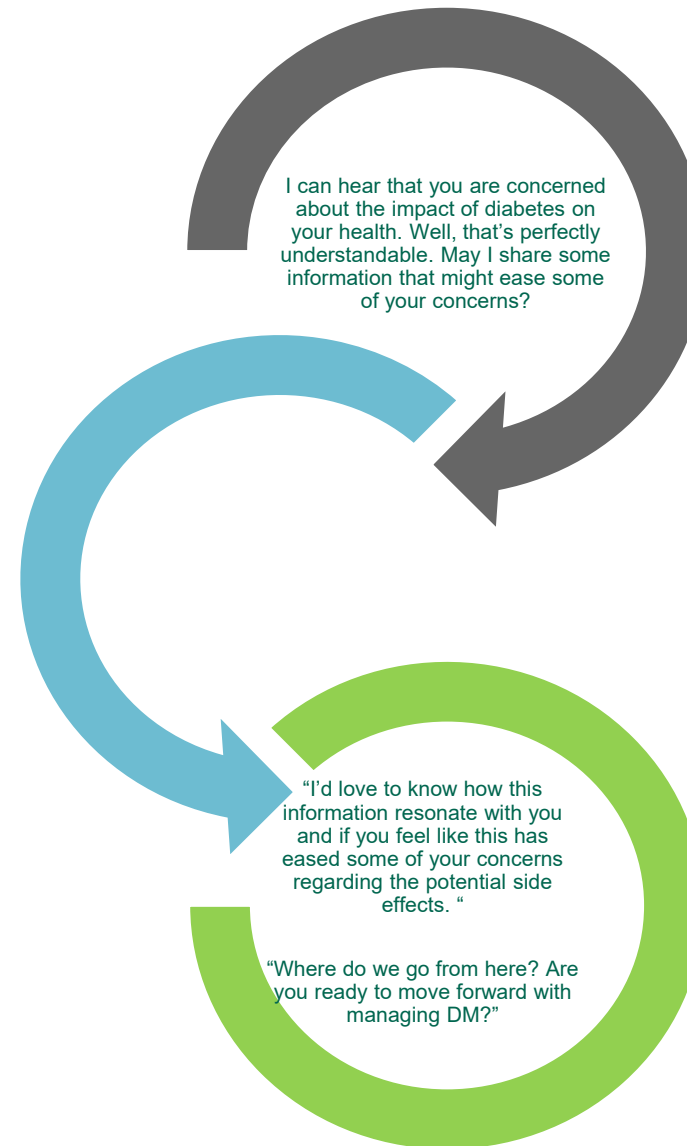 I can hear that you are concerned
about the impact of diabetes on
your health. Well, that’s perfectly
understandable. May I share some
information that might ease some
of your concerns?
“I’d love to know how this
information resonate with you
and if you feel like this has
eased some of your concerns
regarding the potential side
effects. “
“Where do we go from here? Are
you ready to move forward with
managing DM?”